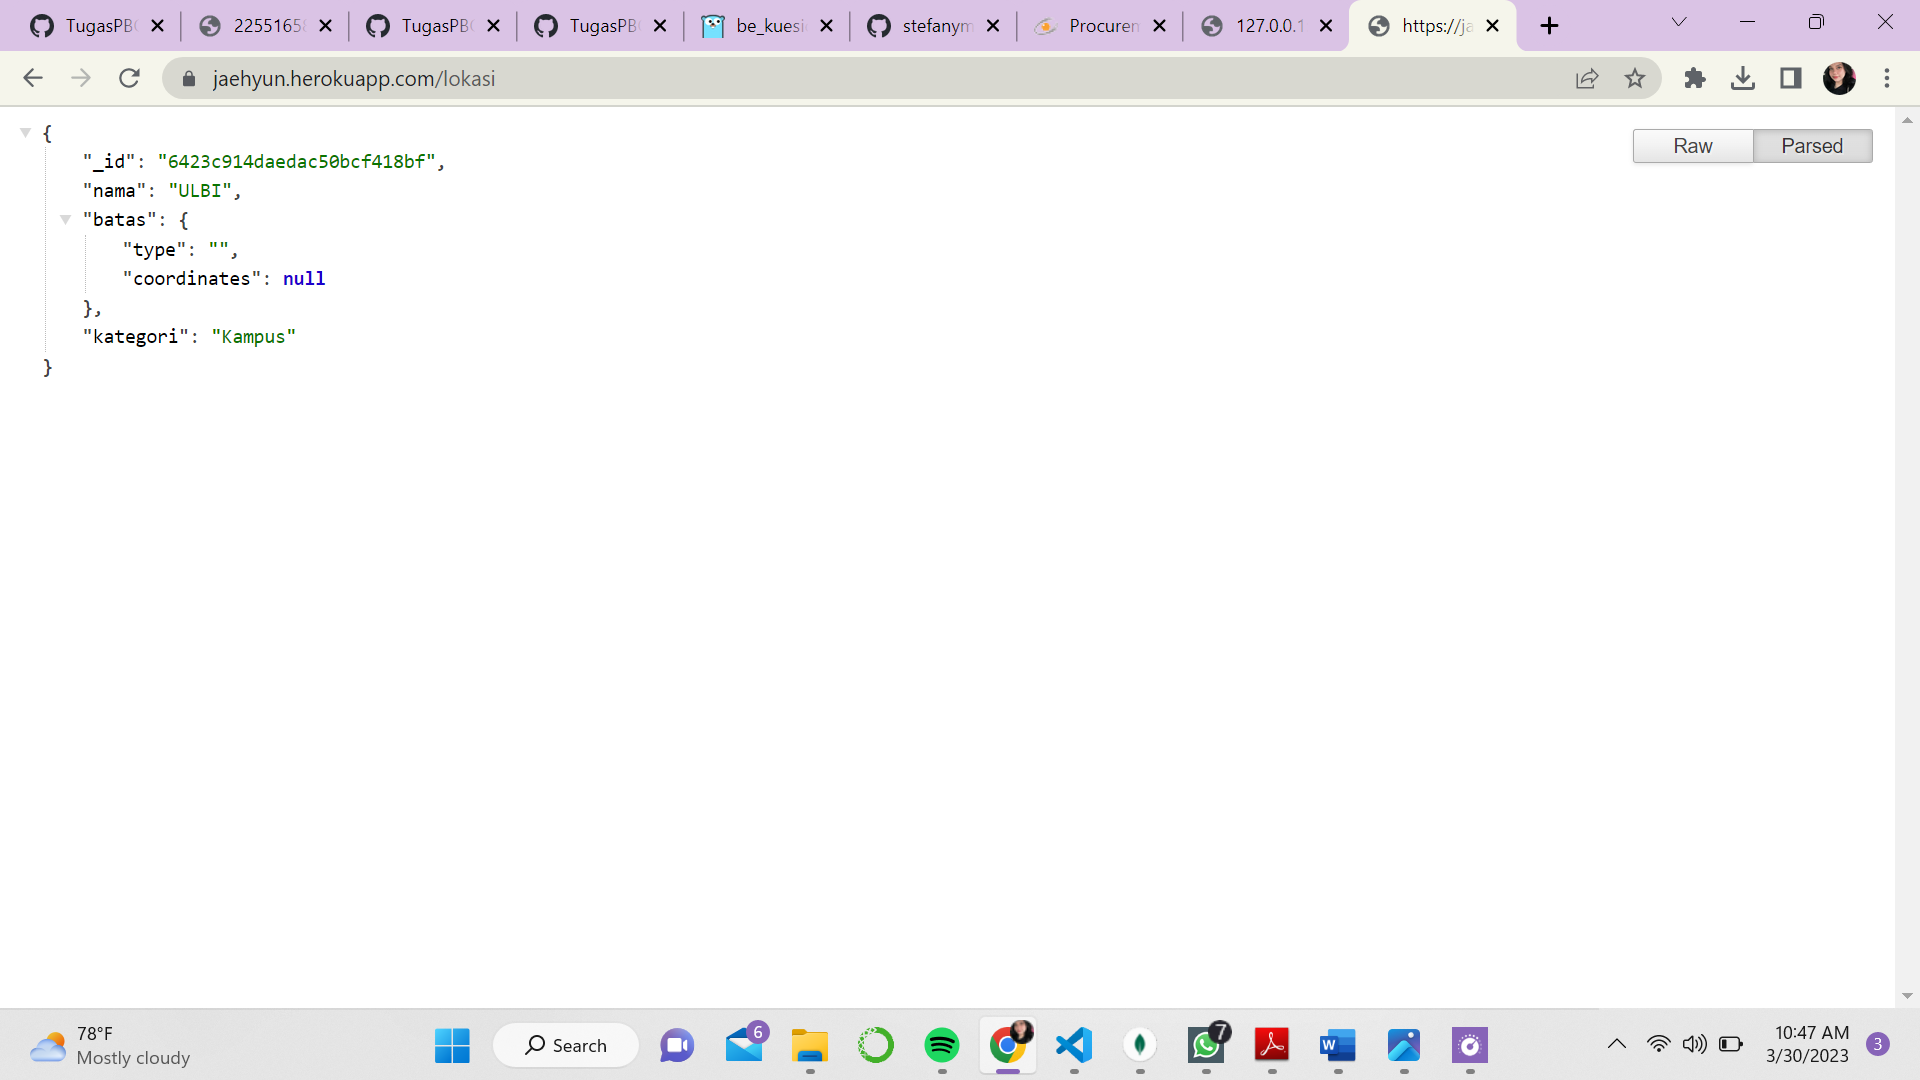 TugasPB
2255165
TugasPB
TugasPB
be_kuesi
stefanym
Procurem
127.0.0.1
https://ja
jaehyun.herokuapp.com/lokasi
Raw
Parsed
{
"_id": "6423c914daedac50bcf418bf",
"nama": "ULBI",
"batas": {
"type": "",
"coordinates": null
},
"kategori": "Kampus"
}
78°F
Mostly cloudy
Search
6
7
10:47 AM
3/30/2023
3